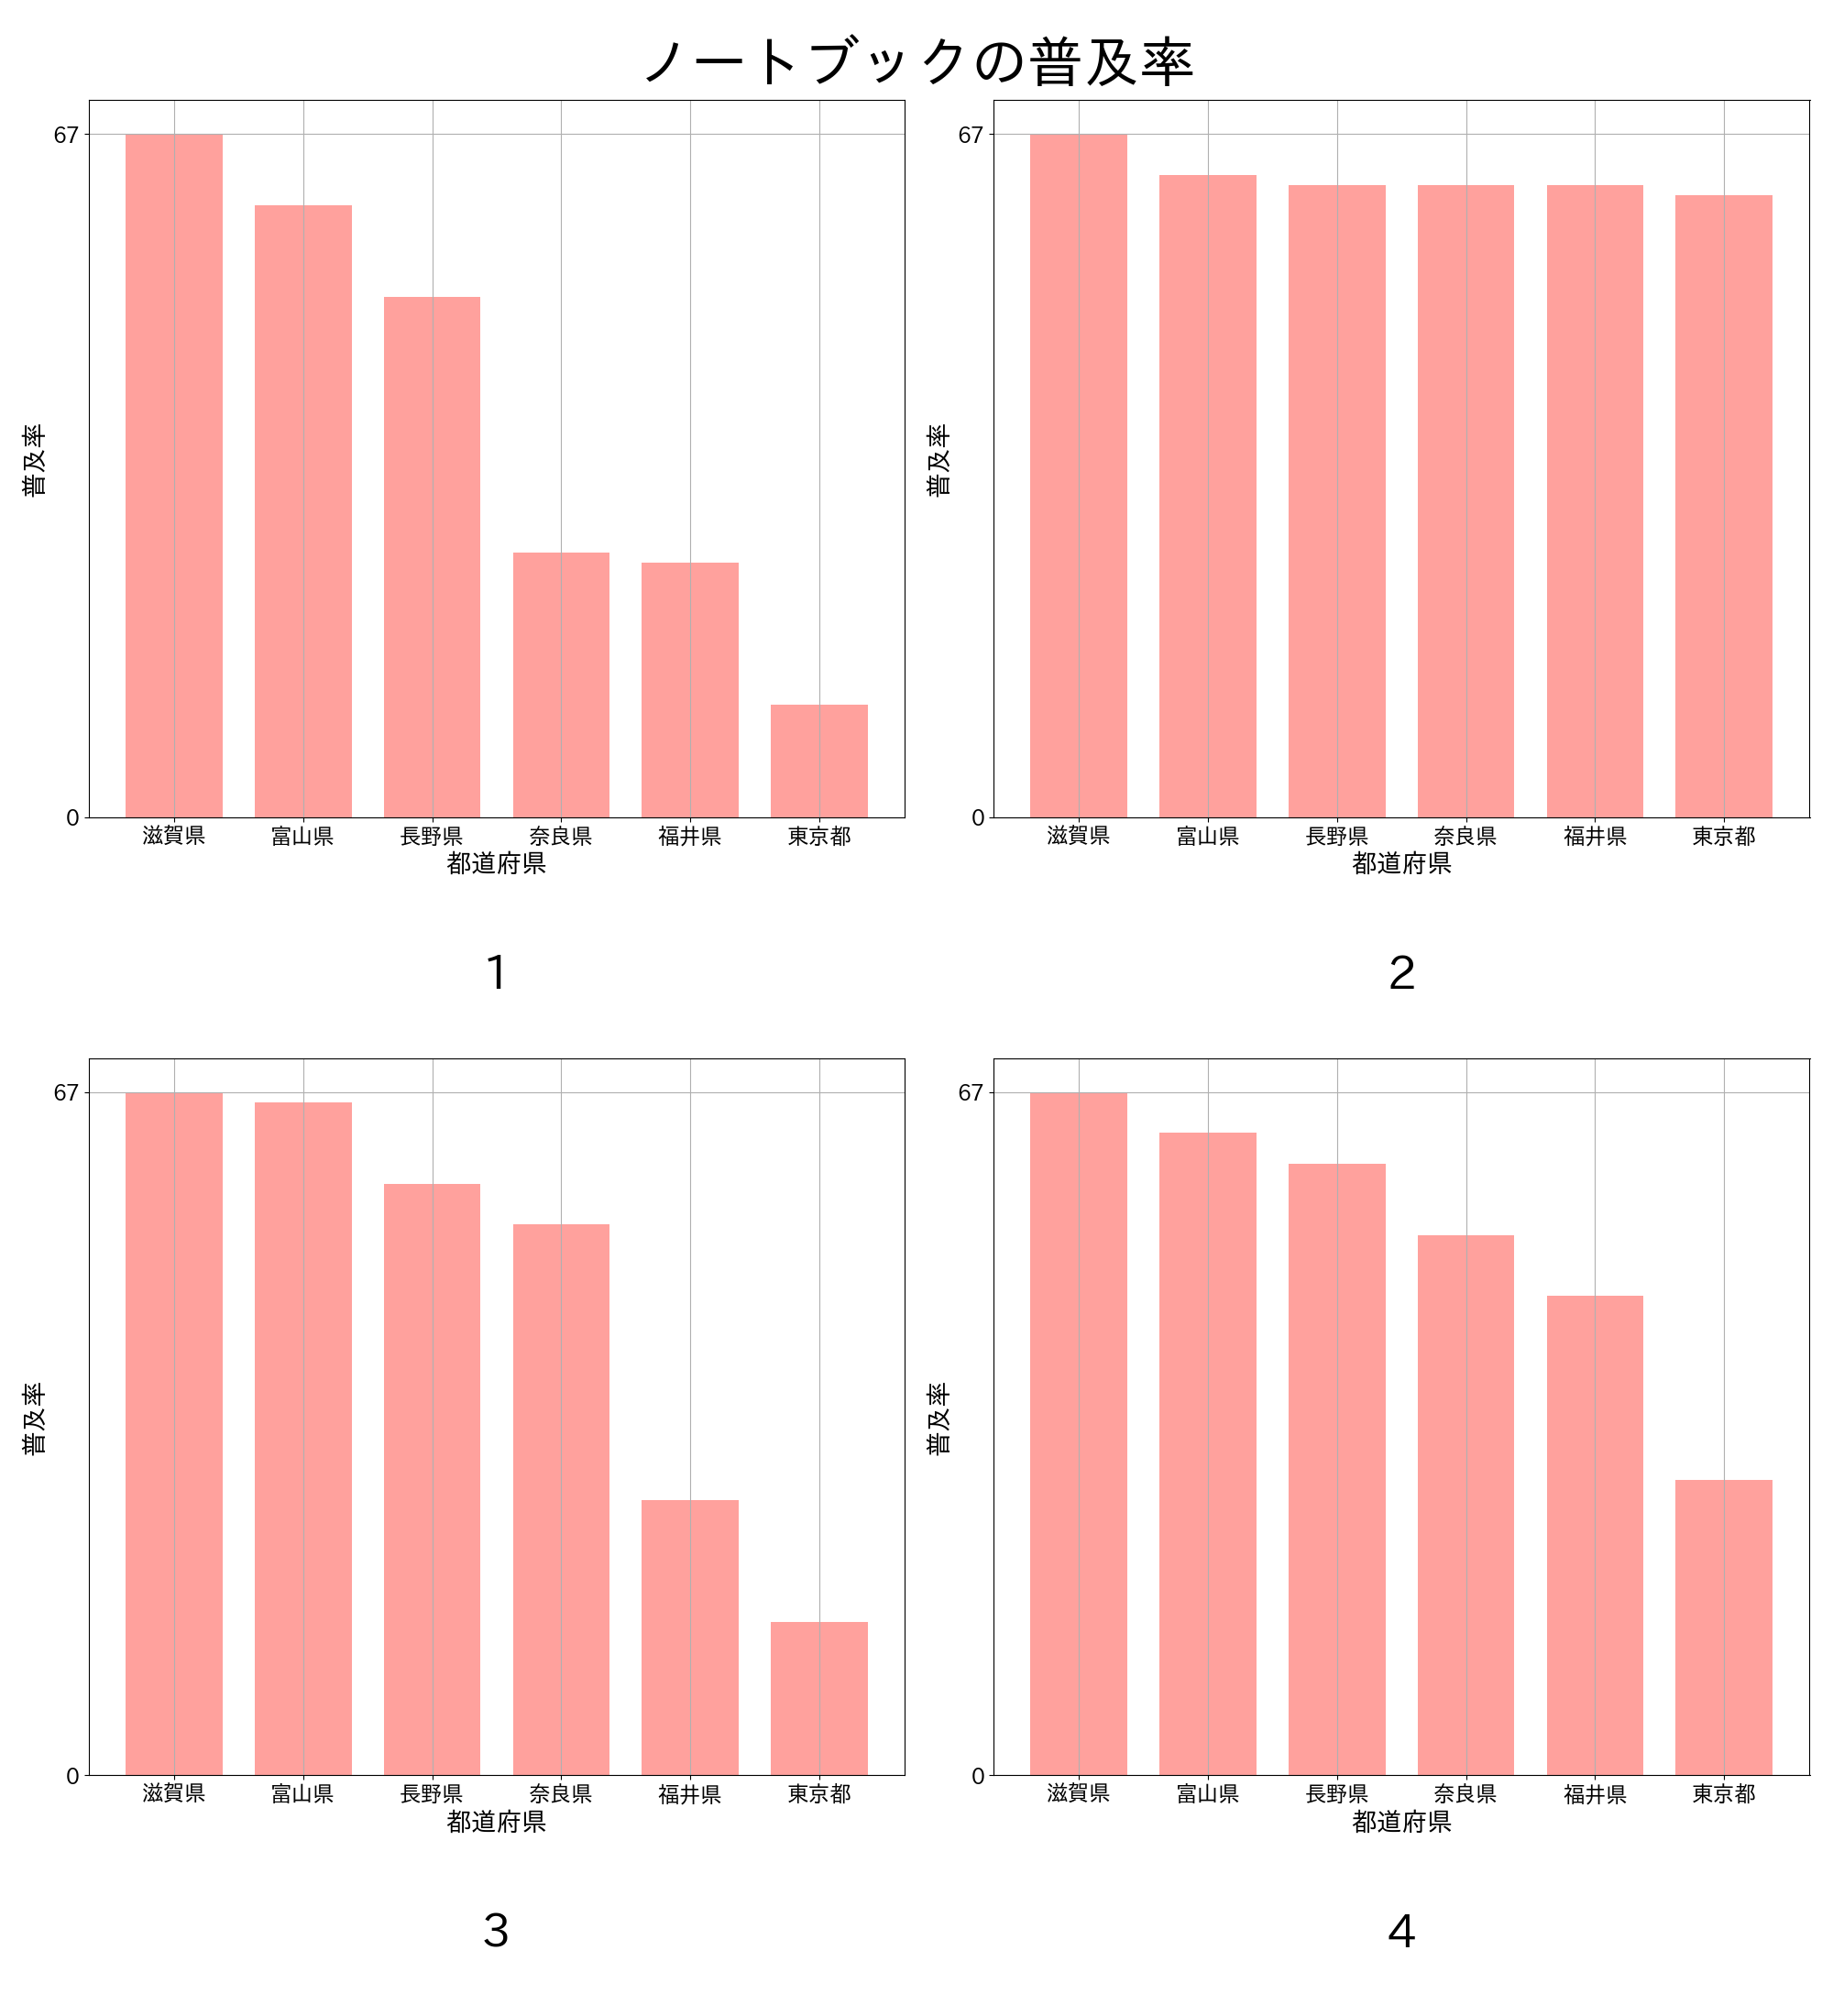 ノートブックの普及率
67
0
普及率
滋賀県 富山県 長野県 奈良県 福井県 東京都
都道府県
1
67
0
普及率
滋賀県 富山県 長野県 奈良県 福井県 東京都
都道府県
2
67
0
普及率
滋賀県 富山県 長野県 奈良県 福井県 東京都
都道府県
3
67
0
普及率
滋賀県 富山県 長野県 奈良県 福井県 東京都
都道府県
4